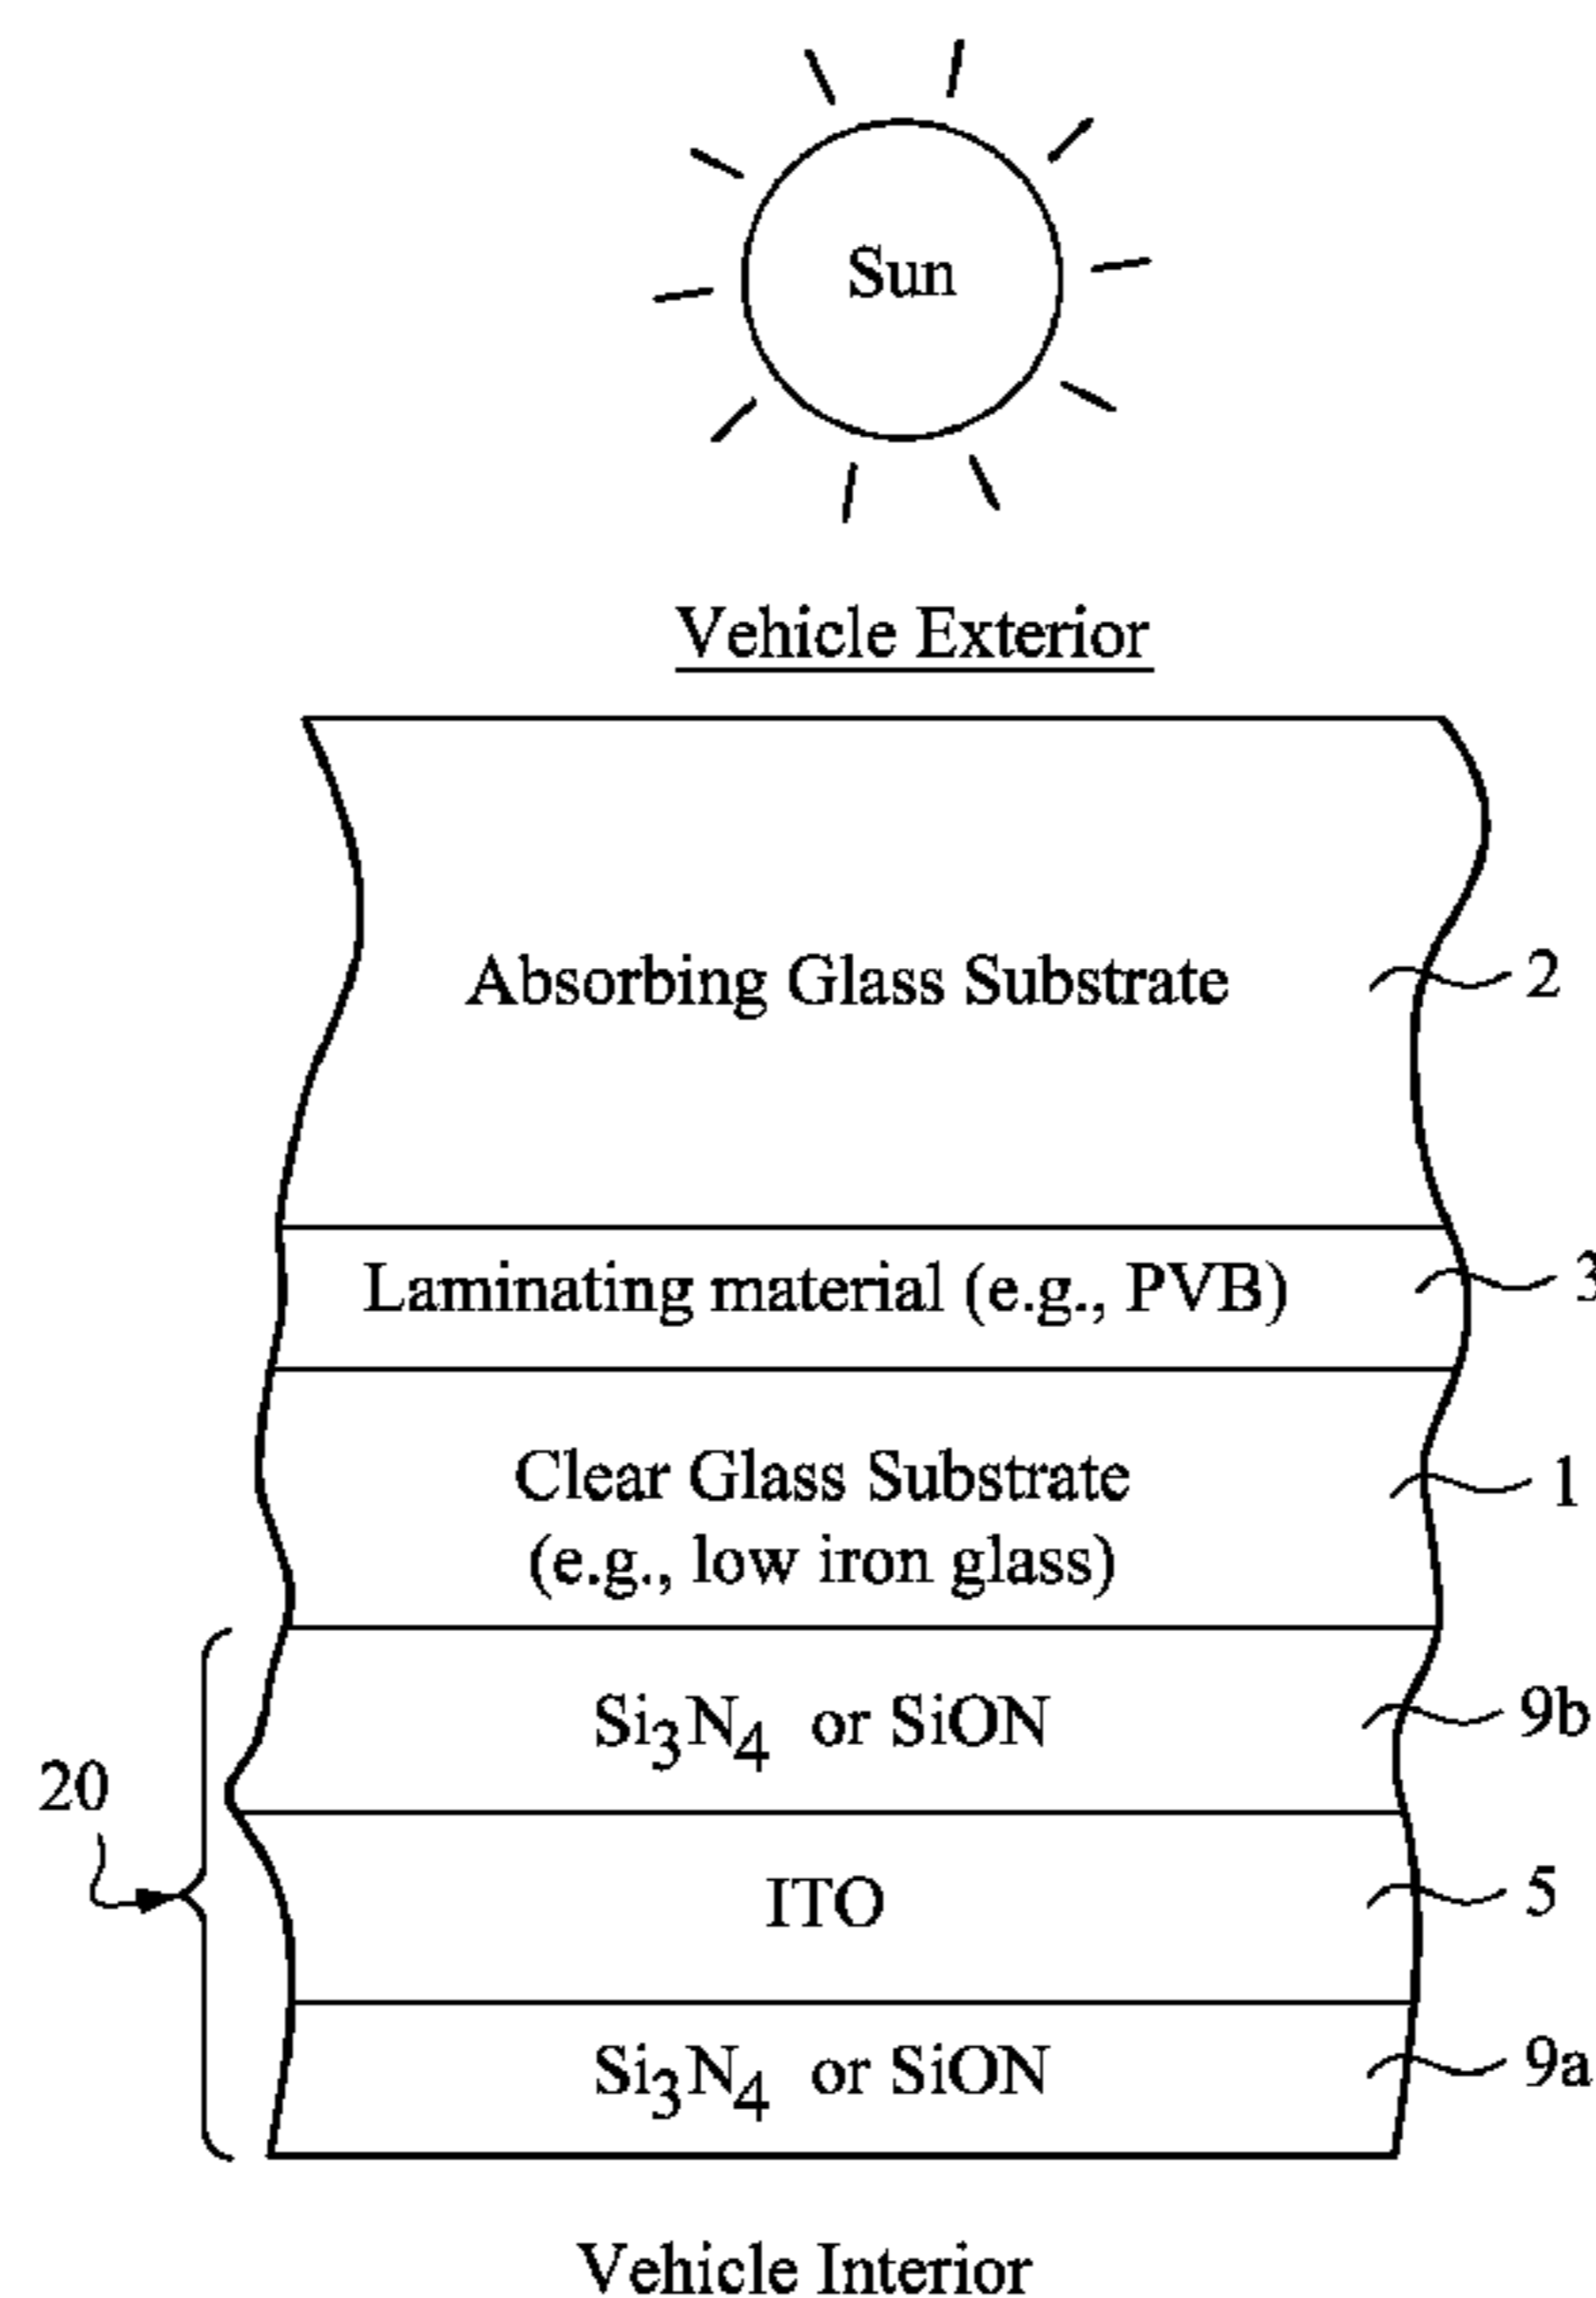 Sun
Vehicle Exterior
Absorbing Glass Substrate 2
Laminating material (e.g., PVB) 3
Clear Glass Substrate 1
(e.g., low iron glass)
Si3N4 or SiON 9b
20
ITO 5
Si3N4 or SiON 9a
Vehicle Interior